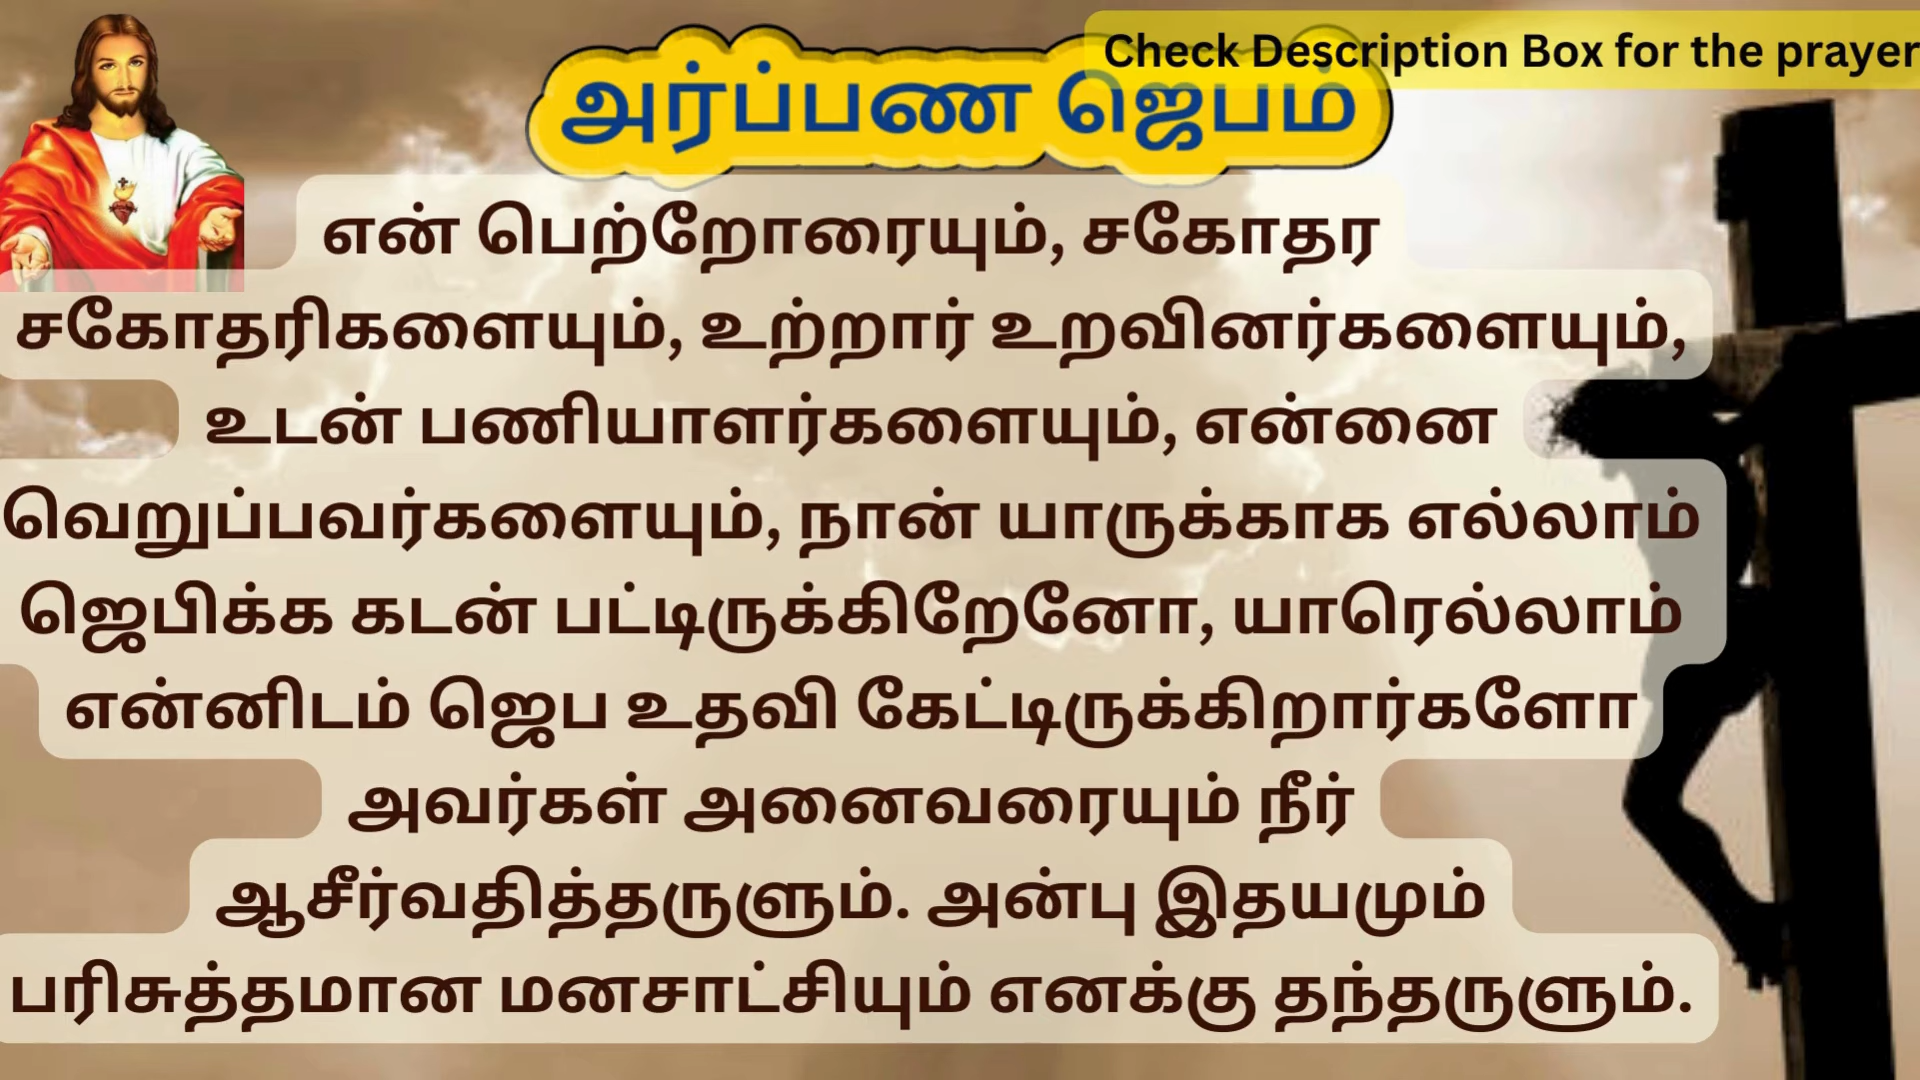 Check Description Box for the prayer
அர்ப்பண ஜெபம்
என் பெற்றோரையும், சகோதர
சகோதரிகளையும், உற்றார் உறவினர்களையும்,
உடன் பணியாளர்களையும், என்னை
வெறுப்பவர்களையும், நான் யாருக்காக எல்லாம்
ஜெபிக்க கடன் பட்டிருக்கிறேனோ, யாரெல்லாம்
என்னிடம் ஜெப உதவி கேட்டிருக்கிறார்களோ
அவர்கள் அனைவரையும் நீர்
ஆசீர்வதித்தருளும். அன்பு இதயமும்
பரிசுத்தமான மனசாட்சியும் எனக்கு தந்தருளும்.